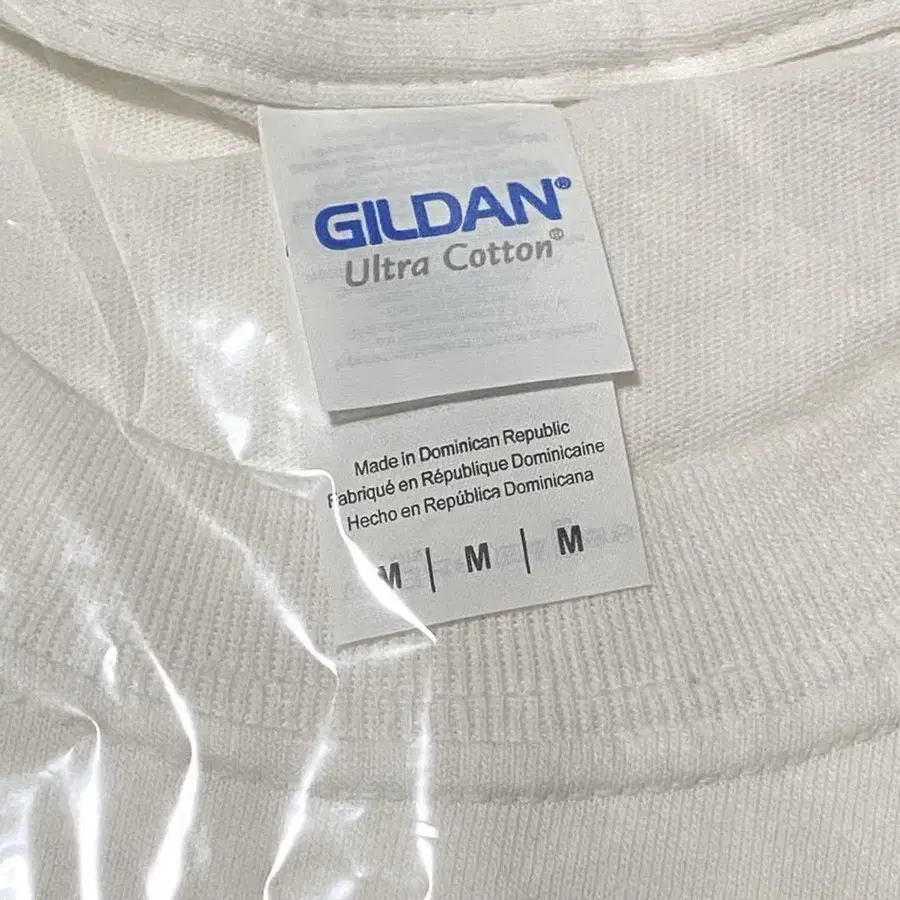 GILDAN®
Ultra Cotton®
Made in Dominican Republic
Fabriqué en République Dominicaine
Hecho en República Dominicana
M | M | M